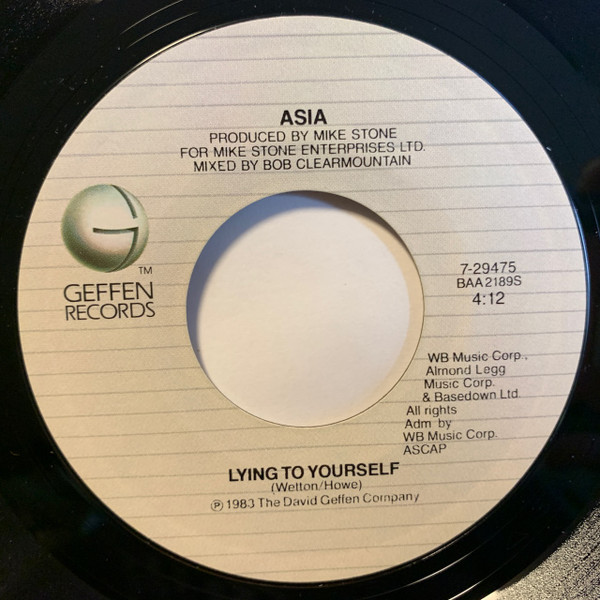 ASIA
PRODUCED BY MIKE STONE
FOR MIKE STONE ENTERPRISES LTD.
MIXED BY BOB CLEARMOUNTAIN
G
TM
GEFFEN
RECORDS
7-29475
BAA2189S
4:12
WB Music Corp.,
Almond Legg
Music Corp.
& Basedown Ltd.
All rights
Adm by
WB Music Corp.
ASCAP
LYING TO YOURSELF
(Wetton/Howe)
℗ 1983 The David Geffen Company